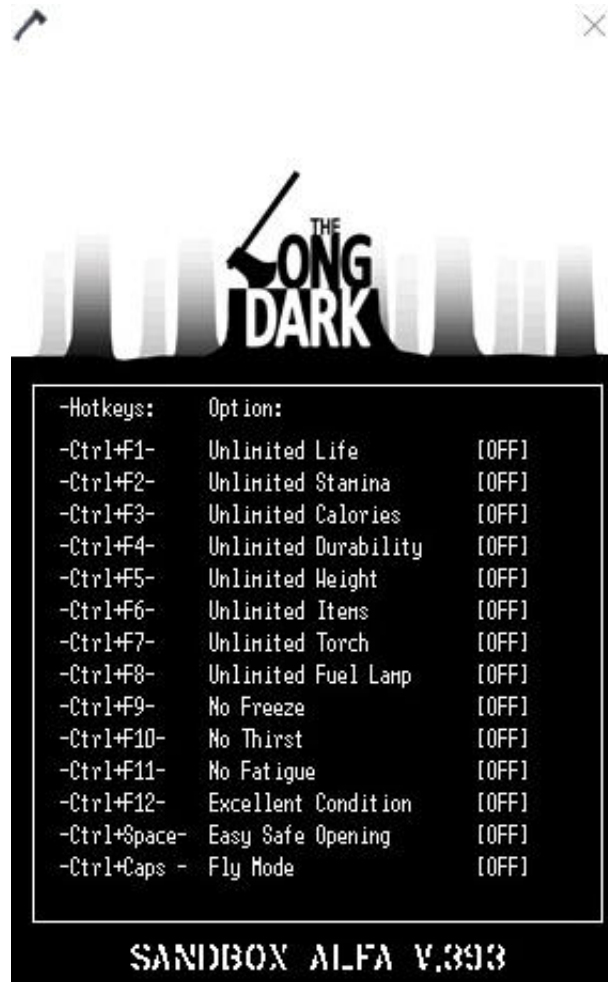 THE
LONG
DARK
-Hotkeys: Option:
-Ctrl+F1- Unlimited Life [OFF]
-Ctrl+F2- Unlimited Stamina [OFF]
-Ctrl+F3- Unlimited Calories [OFF]
-Ctrl+F4- Unlimited Durability [OFF]
-Ctrl+F5- Unlimited Weight [OFF]
-Ctrl+F6- Unlimited Items [OFF]
-Ctrl+F7- Unlimited Torch [OFF]
-Ctrl+F8- Unlimited Fuel Lamp [OFF]
-Ctrl+F9- No Freeze [OFF]
-Ctrl+F10- No Thirst [OFF]
-Ctrl+F11- No Fatigue [OFF]
-Ctrl+F12- Excellent Condition [OFF]
-Ctrl+Space- Easy Safe Opening [OFF]
-Ctrl+Caps - Fly Mode [OFF]
SANDBOX ALFA V.393